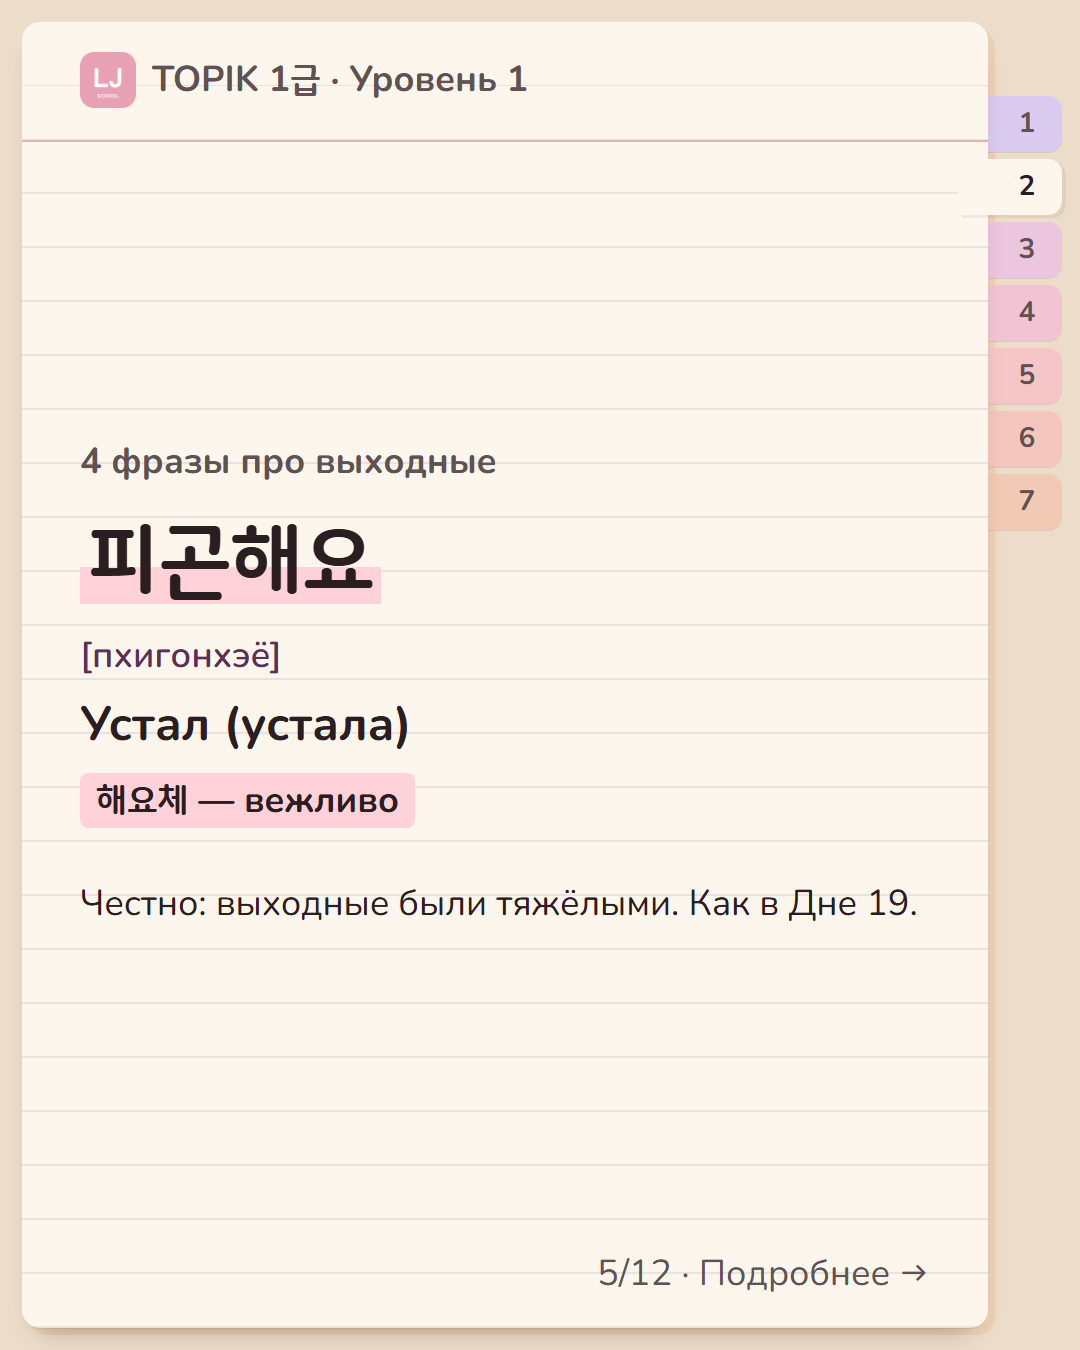 LJ
SCHOOL
TOPIK 1급 · Уровень 1
1
2
3
4
5
6
7
4 фразы про выходные
피곤해요
[пхигонхэё]
Устал (устала)
해요체 — вежливо
Честно: выходные были тяжёлыми. Как в Дне 19.
5/12 · Подробнее →